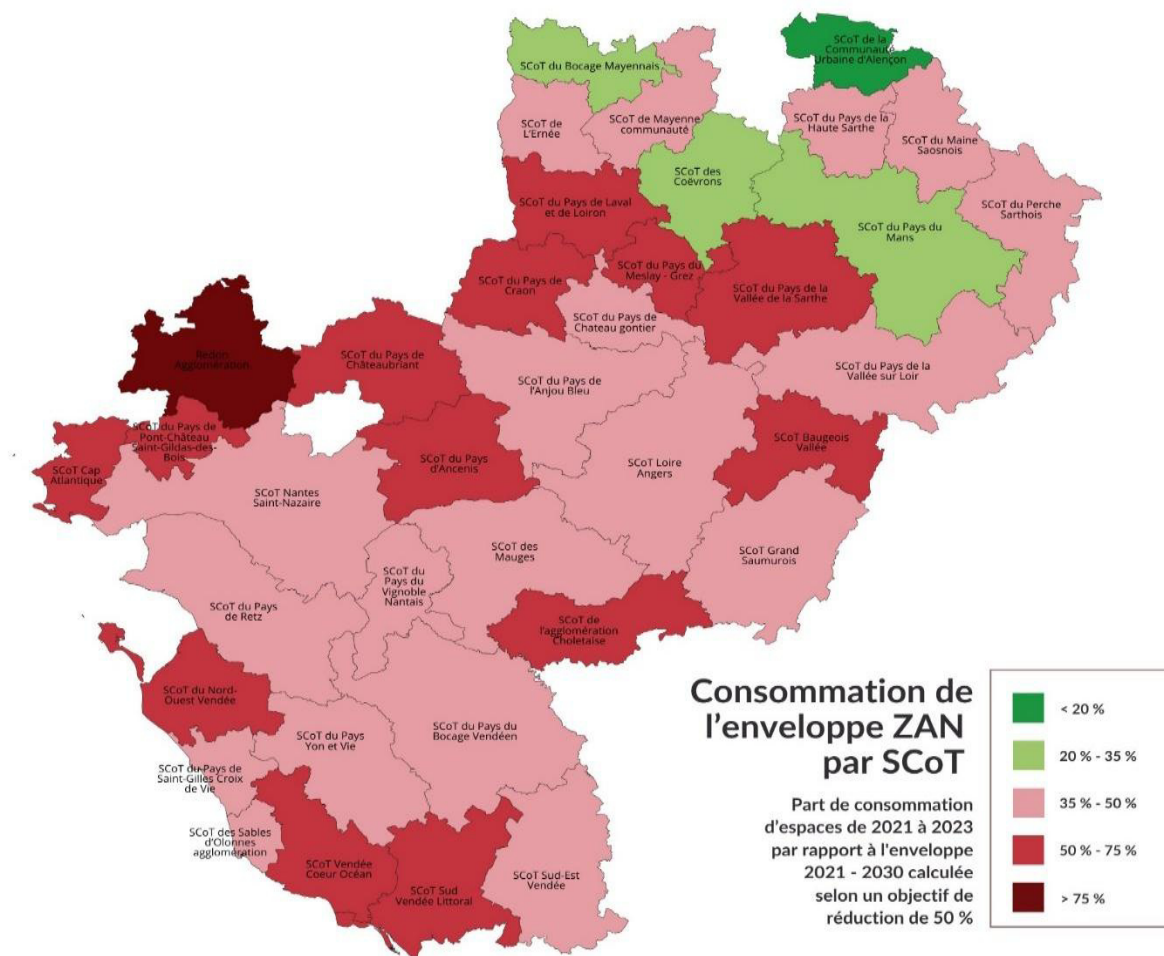 SCoT de la
Communauté
Urbaine d'Alençon
SCoT du Bocage Mayennais
SCoT de
L'Ernée
SCoT de Mayenne
communauté
SCoT du Pays de la
Haute Sarthe
SCoT du Maine
Saosnois
SCoT des
Coëvrons
SCoT du Perche
Sarthois
SCoT du Pays de Laval
et de Loiron
SCoT du Pays du
Mans
SCoT du Pays de
Craon
SCoT du Pays du
Meslay - Grez
SCoT du Pays de la
Vallée de la Sarthe
SCoT du Pays de
Chateau gontier
Redon
Agglomération
SCoT du Pays de
Châteaubriant
SCoT du Pays de
l'Anjou Bleu
SCoT du Pays de la
Vallée sur Loir
SCoT du Pays de
Pont-Château
Saint-Gildas-des-
Bois
SCoT Cap
Atlantique
SCoT du Pays
d'Ancenis
SCoT Loire
Angers
SCoT Baugeois
Vallée
SCoT Nantes
Saint-Nazaire
SCoT des
Mauges
SCoT Grand
Saumurois
SCoT du
Pays du
Vignoble
Nantais
SCoT du Pays
de Retz
SCoT de
l'agglomération
Choletaise
SCoT du Nord-
Ouest Vendée
SCoT du Pays
Yon et Vie
SCoT du Pays du
Bocage Vendéen
SCoT du Pays de
Saint-Gilles Croix
de Vie
SCoT des Sables
d'Olonnes
agglomération
SCoT Vendée
Coeur Océan
SCoT Sud
Vendée Littoral
SCoT Sud-Est
Vendée
Consommation de
l'enveloppe ZAN
par SCoT
Part de consommation
d'espaces de 2021 à 2023
par rapport à l'enveloppe
2021 - 2030 calculée
selon un objectif de
réduction de 50 %
< 20 %
20 % - 35 %
35 % - 50 %
50 % - 75 %
> 75 %